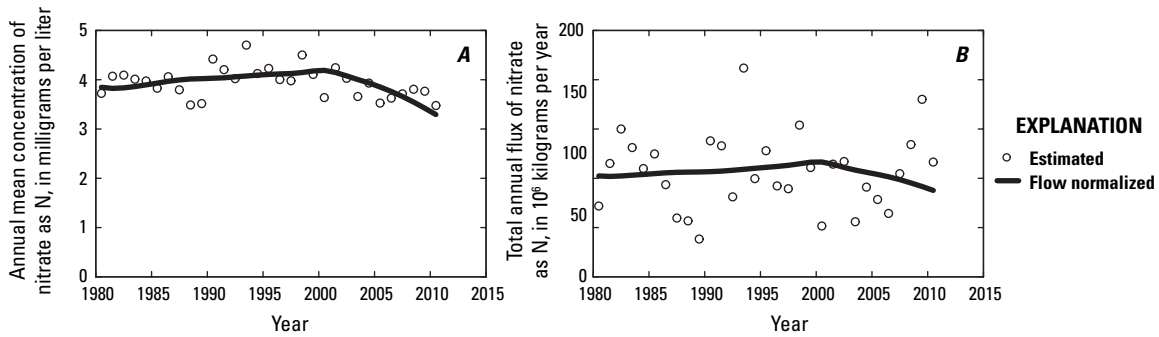 Annual mean concentration of
nitrate as N, in milligrams per liter
5
4
3
2
1
0
A
1980 1985 1990 1995 2000 2005 2010 2015
Year
Total annual flux of nitrate
as N, in 10⁶ kilograms per year
200
150
100
50
0
B
1980 1985 1990 1995 2000 2005 2010 2015
Year
EXPLANATION
Estimated
Flow normalized